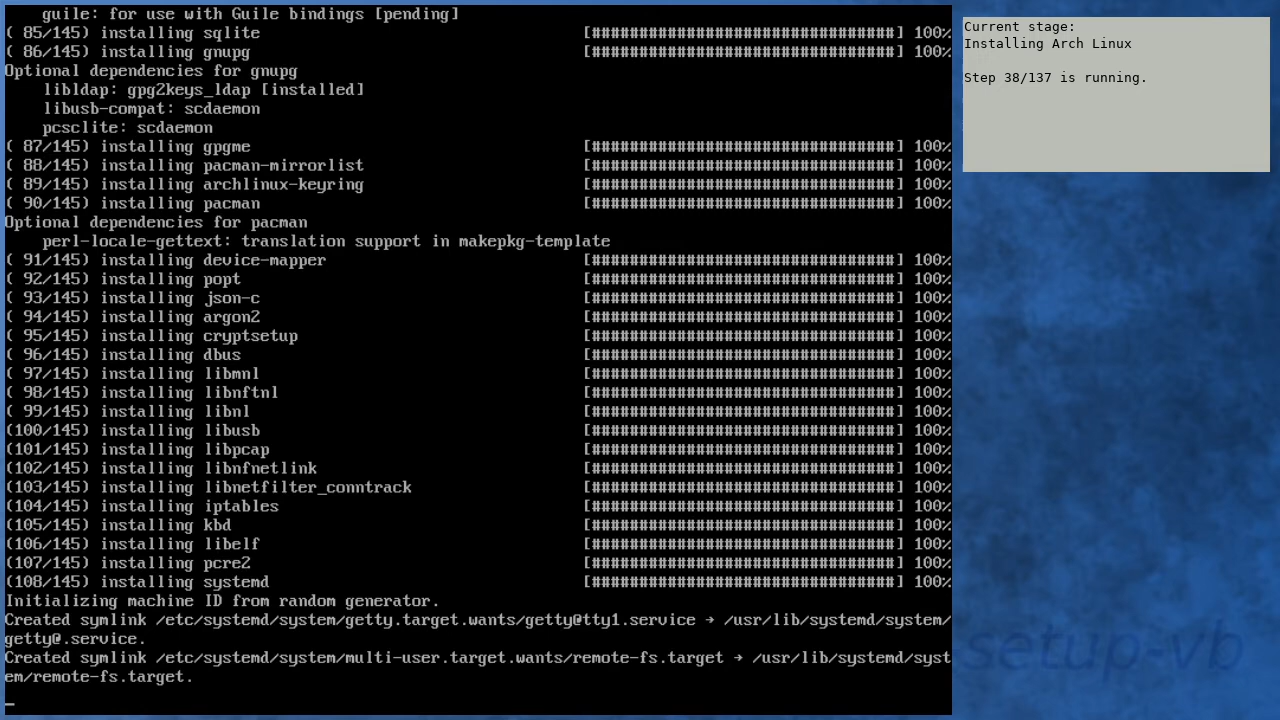 guile: for use with Guile bindings [pending]
( 85/145) installing sqlite                                  [################################] 100%
( 86/145) installing gnupg                                   [################################] 100%
Optional dependencies for gnupg
    libldap: gpg2keys_ldap [installed]
    libusb-compat: scdaemon
    pcsclite: scdaemon
( 87/145) installing gpgme                                   [################################] 100%
( 88/145) installing pacman-mirrorlist                       [################################] 100%
( 89/145) installing archlinux-keyring                       [################################] 100%
( 90/145) installing pacman                                  [################################] 100%
Optional dependencies for pacman
    perl-locale-gettext: translation support in makepkg-template
( 91/145) installing device-mapper                           [################################] 100%
( 92/145) installing popt                                    [################################] 100%
( 93/145) installing json-c                                  [################################] 100%
( 94/145) installing argon2                                  [################################] 100%
( 95/145) installing cryptsetup                              [################################] 100%
( 96/145) installing dbus                                    [################################] 100%
( 97/145) installing libmnl                                  [################################] 100%
( 98/145) installing libnftnl                                [################################] 100%
( 99/145) installing libnl                                   [################################] 100%
(100/145) installing libusb                                  [################################] 100%
(101/145) installing libpcap                                 [################################] 100%
(102/145) installing libnfnetlink                            [################################] 100%
(103/145) installing libnetfilter_conntrack                  [################################] 100%
(104/145) installing iptables                                [################################] 100%
(105/145) installing kbd                                     [################################] 100%
(106/145) installing libelf                                  [################################] 100%
(107/145) installing pcre2                                   [################################] 100%
(108/145) installing systemd                                 [################################] 100%
Initializing machine ID from random generator.
Created symlink /etc/systemd/system/getty.target.wants/getty@tty1.service → /usr/lib/systemd/system/
getty@.service.
Created symlink /etc/systemd/system/multi-user.target.wants/remote-fs.target → /usr/lib/systemd/syst
em/remote-fs.target.
_
Current stage:
Installing Arch Linux
Step 38/137 is running.
setup-vb